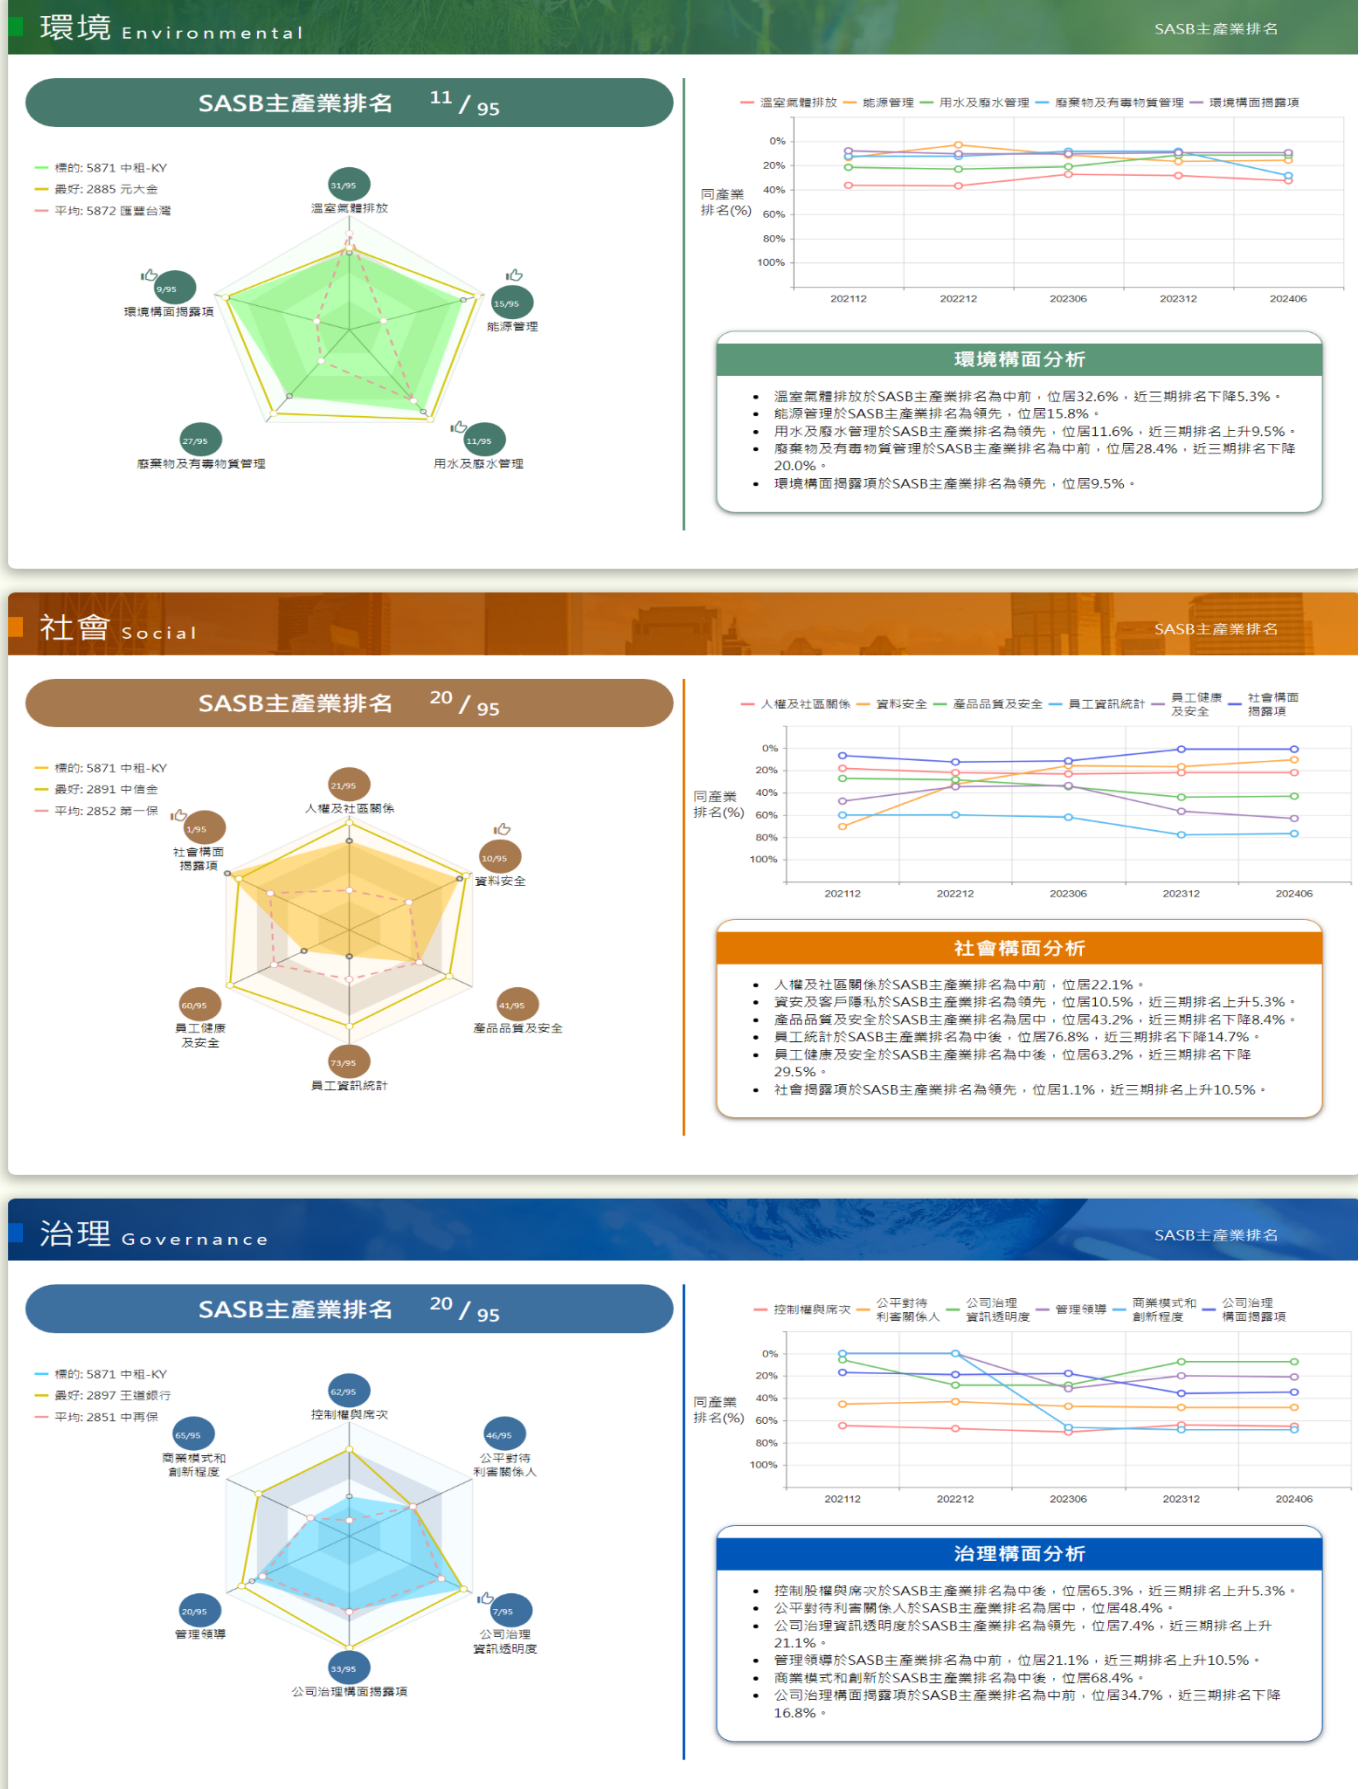 環境 Environmental
SASB主產業排名
SASB主產業排名 11 / 95
標的: 5871 中租-KY
最好: 2885 元大金
平均: 5872 匯豐台灣
31/95
溫室氣體排放
9/95
環境構面揭露項
15/95
能源管理
27/95
廢棄物及有毒物質管理
11/95
用水及廢水管理
溫室氣體排放 能源管理 用水及廢水管理 廢棄物及有毒物質管理 環境構面揭露項
同產業
排名(%)
0%
20%
40%
60%
80%
100%
202112 202212 202306 202312 202406
環境構面分析
• 溫室氣體排放於SASB主產業排名為中前，位居32.6%，近三期排名下降5.3%。
• 能源管理於SASB主產業排名為領先，位居15.8%。
• 用水及廢水管理於SASB主產業排名為領先，位居11.6%，近三期排名上升9.5%。
• 廢棄物及有毒物質管理於SASB主產業排名為中前，位居28.4%，近三期排名下降
20.0%。
• 環境構面揭露項於SASB主產業排名為領先，位居9.5%。
社會 Social
SASB主產業排名
SASB主產業排名 20 / 95
標的: 5871 中租-KY
最好: 2891 中信金
平均: 2852 第一保
21/95
人權及社區關係
1/95
社會構面
揭露項
10/95
資料安全
60/95
員工健康
及安全
41/95
產品品質及安全
73/95
員工資訊統計
人權及社區關係 資料安全 產品品質及安全 員工資訊統計 員工健康
及安全 社會構面
揭露項
同產業
排名(%)
0%
20%
40%
60%
80%
100%
202112 202212 202306 202312 202406
社會構面分析
• 人權及社區關係於SASB主產業排名為中前，位居22.1%。
• 資安及客戶隱私於SASB主產業排名為領先，位居10.5%，近三期排名上升5.3%。
• 產品品質及安全於SASB主產業排名為居中，位居43.2%，近三期排名下降8.4%。
• 員工統計於SASB主產業排名為中後，位居76.8%，近三期排名下降14.7%。
• 員工健康及安全於SASB主產業排名為中後，位居63.2%，近三期排名下降
29.5%。
• 社會揭露項於SASB主產業排名為領先，位居1.1%，近三期排名上升10.5%。
治理 Governance
SASB主產業排名
SASB主產業排名 20 / 95
標的: 5871 中租-KY
最好: 2897 王道銀行
平均: 2851 中再保
62/95
控制權與席次
65/95
商業模式和
創新程度
46/95
公平對待
利害關係人
20/95
管理領導
7/95
公司治理
資訊透明度
33/95
公司治理構面揭露項
控制權與席次 公平對待
利害關係人 公司治理
資訊透明度 管理領導 商業模式和
創新程度 公司治理
構面揭露項
同產業
排名(%)
0%
20%
40%
60%
80%
100%
202112 202212 202306 202312 202406
治理構面分析
• 控制股權與席次於SASB主產業排名為中後，位居65.3%，近三期排名上升5.3%。
• 公平對待利害關係人於SASB主產業排名為居中，位居48.4%。
• 公司治理資訊透明度於SASB主產業排名為領先，位居7.4%，近三期排名上升
21.1%。
• 管理領導於SASB主產業排名為中前，位居21.1%，近三期排名上升10.5%。
• 商業模式和創新於SASB主產業排名為中後，位居68.4%。
• 公司治理構面揭露項於SASB主產業排名為中前，位居34.7%，近三期排名下降
16.8%。